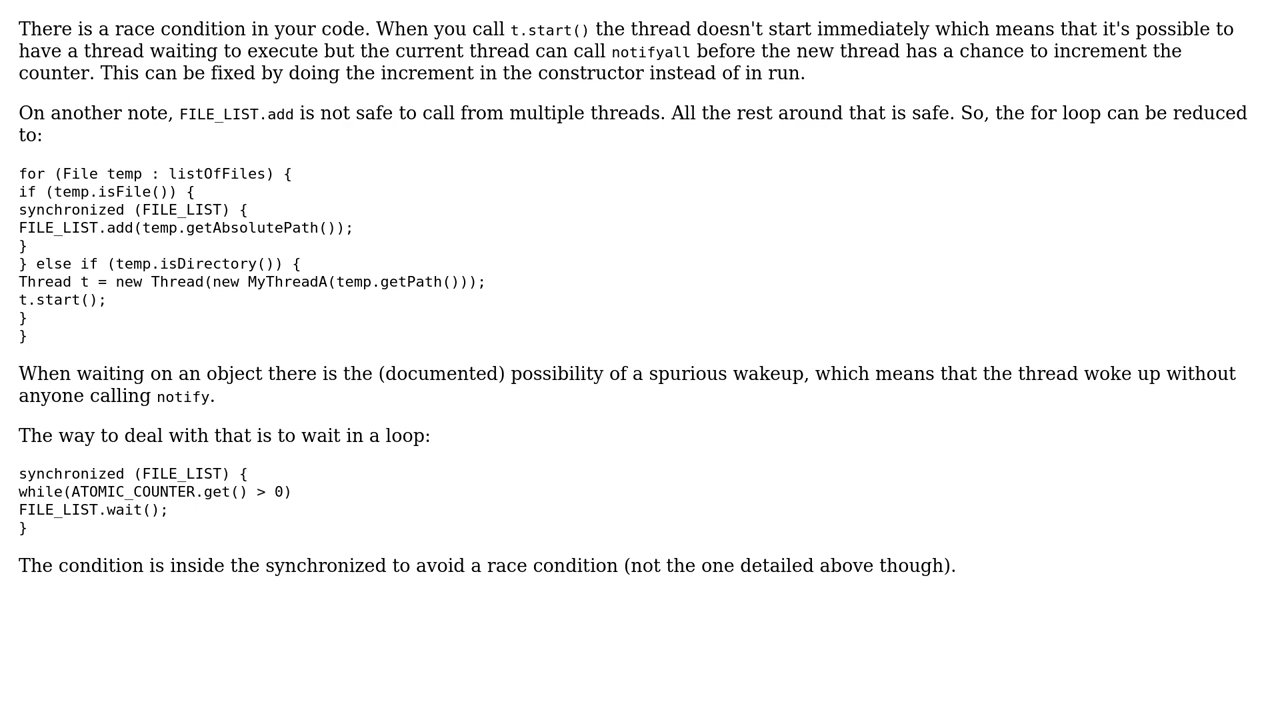 There is a race condition in your code. When you call t.start() the thread doesn't start immediately which means that it's possible to
have a thread waiting to execute but the current thread can call notifyall before the new thread has a chance to increment the
counter. This can be fixed by doing the increment in the constructor instead of in run.
On another note, FILE_LIST.add is not safe to call from multiple threads. All the rest around that is safe. So, the for loop can be reduced
to:
for (File temp : listOfFiles) {
if (temp.isFile()) {
synchronized (FILE_LIST) {
FILE_LIST.add(temp.getAbsolutePath());
}
} else if (temp.isDirectory()) {
Thread t = new Thread(new MyThreadA(temp.getPath()));
t.start();
}
}
When waiting on an object there is the (documented) possibility of a spurious wakeup, which means that the thread woke up without
anyone calling notify.
The way to deal with that is to wait in a loop:
synchronized (FILE_LIST) {
while(ATOMIC_COUNTER.get() > 0)
FILE_LIST.wait();
}
The condition is inside the synchronized to avoid a race condition (not the one detailed above though).